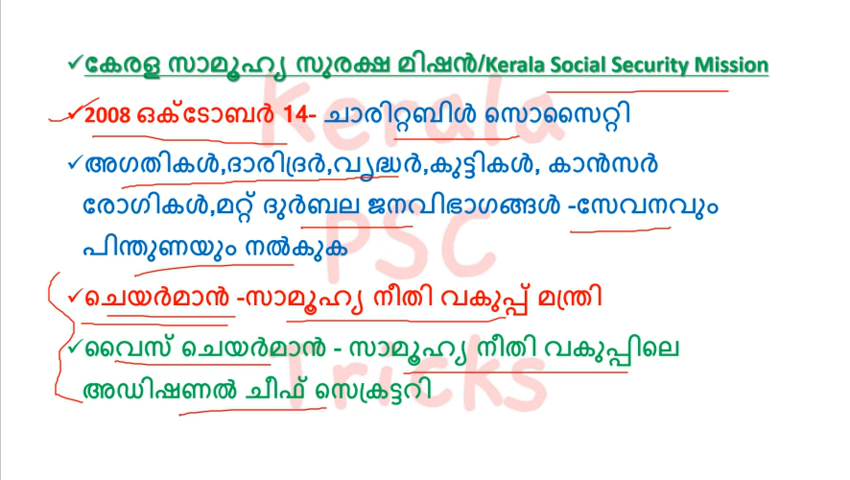 ✓കേരള സാമൂഹ്യ സുരക്ഷ മിഷൻ/Kerala Social Security Mission
✓2008 ഒക്ടോബർ 14- ചാരിറ്റബിൾ സൊസൈറ്റി
✓അഗതികൾ,ദാരിദ്രർ,വൃദ്ധർ,കുട്ടികൾ, കാൻസർ
രോഗികൾ,മറ്റ് ദുർബല ജനവിഭാഗങ്ങൾ -സേവനവും
പിന്തുണയും നൽകുക
✓ചെയർമാൻ -സാമൂഹ്യ നീതി വകുപ്പ് മന്ത്രി
✓വൈസ് ചെയർമാൻ - സാമൂഹ്യ നീതി വകുപ്പിലെ
അഡിഷണൽ ചീഫ് സെക്രട്ടറി
Kerala
PSC
Tricks